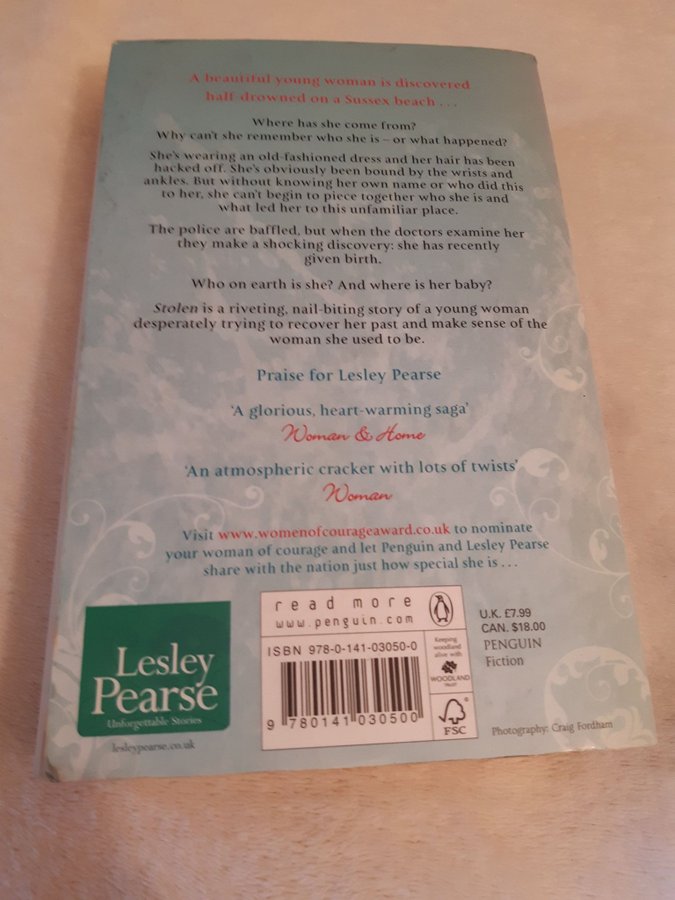 A beautiful young woman is discovered
half-drowned on a Sussex beach . . .
Where has she come from?
Why can't she remember who she is – or what happened?
She's wearing an old-fashioned dress and her hair has been
hacked off. She's obviously been bound by the wrists and
ankles. But without knowing her own name or who did this
to her, she can't begin to piece together who she is and
what led her to this unfamiliar place.
The police are baffled, but when the doctors examine her
they make a shocking discovery: she has recently
given birth.
Who on earth is she? And where is her baby?
Stolen is a riveting, nail-biting story of a young woman
desperately trying to recover her past and make sense of the
woman she used to be.
Praise for Lesley Pearse
'A glorious, heart-warming saga'
Woman & Home
'An atmospheric cracker with lots of twists'
Woman
Visit www.womenofcourageaward.co.uk to nominate
your woman of courage and let Penguin and Lesley Pearse
share with the nation just how special she is . . .
Lesley
Pearse
Unforgettable Stories
lesleypearse.co.uk
read more
www.penguin.com
ISBN 978-0-141-03050-0
9 780141 030500
Keeping
woodland
alive with
WOODLAND
TRUST
FSC
U.K. £7.99
CAN. $18.00
PENGUIN
Fiction
Photography: Craig Fordham